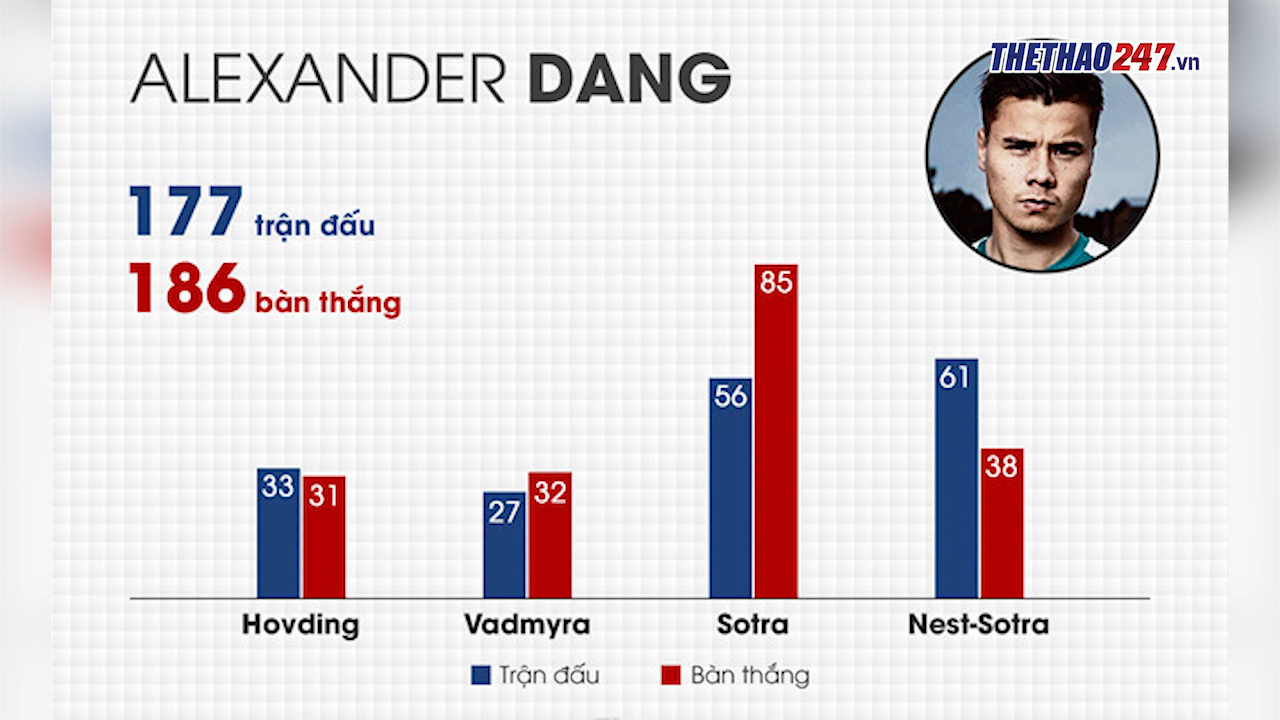 THETHAO247.vn
ALEXANDER DANG
177 trận đấu
186 bàn thắng
33 31 27 32 56 85 61 38
Hovding Vadmyra Sotra Nest-Sotra
Trận đấu Bàn thắng